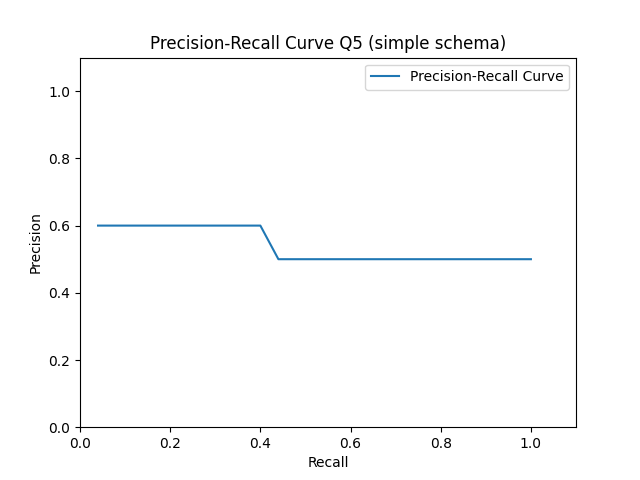 Precision-Recall Curve Q5 (simple schema)
Precision-Recall Curve
1.0
0.8
0.6
0.4
0.2
0.0
Precision
0.0 0.2 0.4 0.6 0.8 1.0
Recall